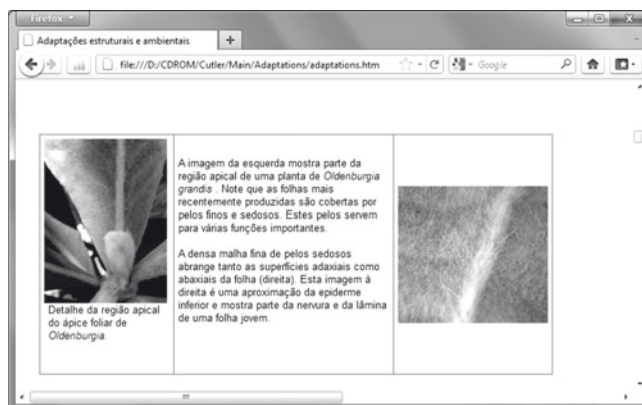 Firefox
Adaptações estruturais e ambientais
file:///D:/CDROM/Cutler/Main/Adaptations/adaptations.htm
Google
A imagem da esquerda mostra parte da
região apical de uma planta de Oldenburgia
grandis . Note que as folhas mais
recentemente produzidas são cobertas por
pelos finos e sedosos. Estes pelos servem
para várias funções importantes.
A densa malha fina de pelos sedosos
abrange tanto as superfícies adaxiais como
abaxiais da folha (direita). Esta imagem à
direita é uma aproximação da epiderme
inferior e mostra parte da nervura e da lâmina
de uma folha jovem.
Detalhe da região apical
do ápice foliar de
Oldenburgia.